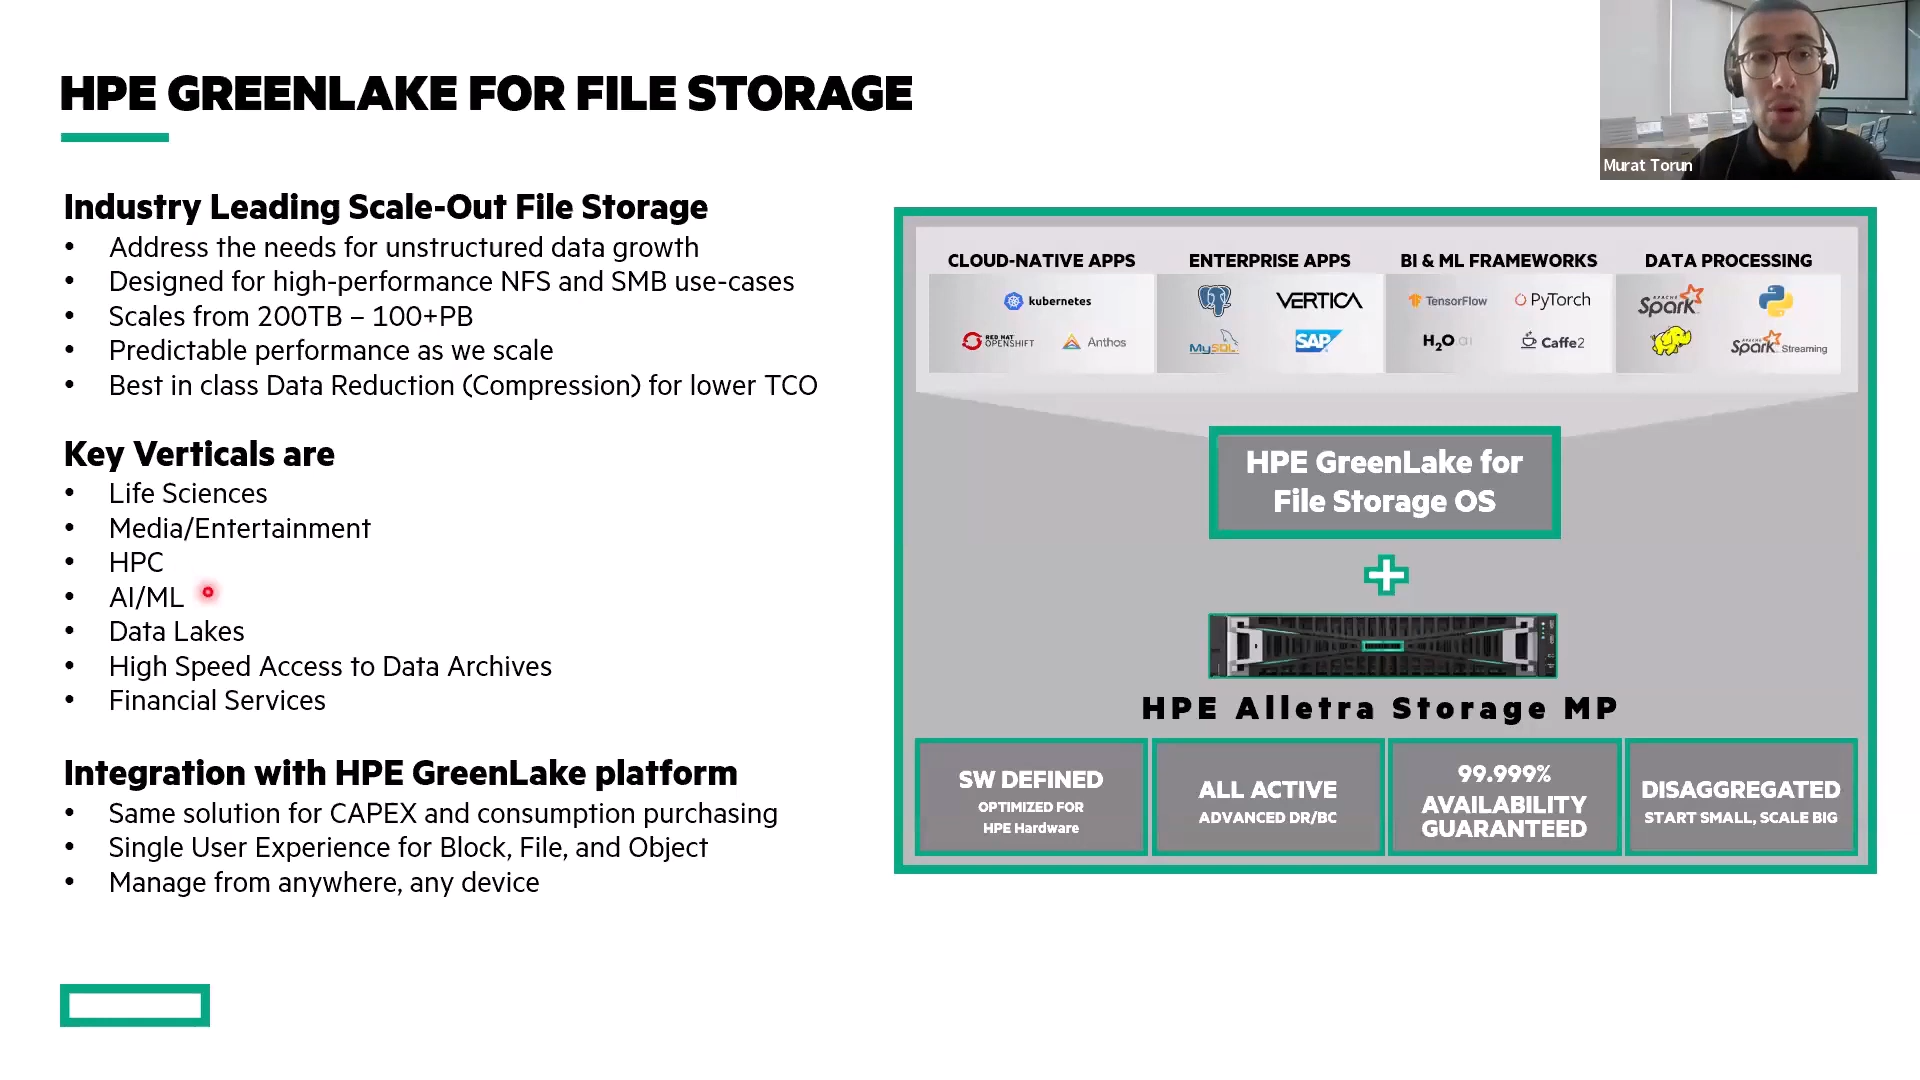 HPE GREENLAKE FOR FILE STORAGE
Murat Torun
Industry Leading Scale-Out File Storage
• Address the needs for unstructured data growth
• Designed for high-performance NFS and SMB use-cases
• Scales from 200TB – 100+PB
• Predictable performance as we scale
• Best in class Data Reduction (Compression) for lower TCO
Key Verticals are
• Life Sciences
• Media/Entertainment
• HPC
• AI/ML
• Data Lakes
• High Speed Access to Data Archives
• Financial Services
Integration with HPE GreenLake platform
• Same solution for CAPEX and consumption purchasing
• Single User Experience for Block, File, and Object
• Manage from anywhere, any device
CLOUD-NATIVE APPS
kubernetes
RED HAT OPENSHIFT
Anthos
ENTERPRISE APPS
VERTICA
MySQL
SAP
BI & ML FRAMEWORKS
TensorFlow
PyTorch
H2O.ai
Caffe2
DATA PROCESSING
APACHE Spark
APACHE Spark Streaming
HPE GreenLake for
File Storage OS
HPE Alletra Storage MP
SW DEFINED
OPTIMIZED FOR
HPE Hardware
ALL ACTIVE
ADVANCED DR/BC
99.999%
AVAILABILITY
GUARANTEED
DISAGGREGATED
START SMALL, SCALE BIG